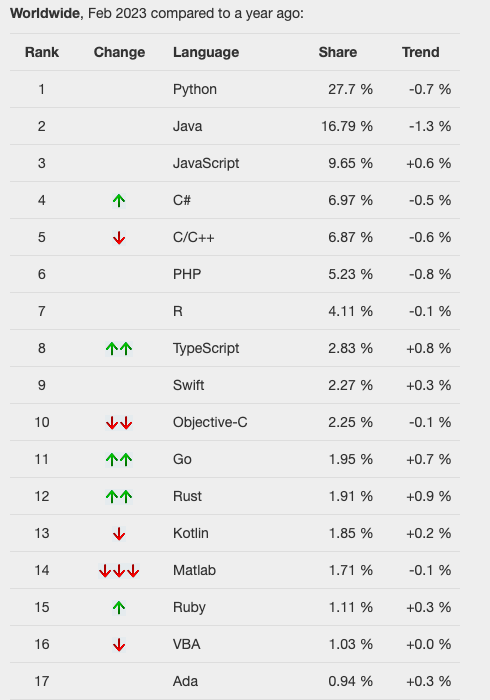 Worldwide, Feb 2023 compared to a year ago:
Rank Change Language Share Trend
1 Python 27.7 % -0.7 %
2 Java 16.79 % -1.3 %
3 JavaScript 9.65 % +0.6 %
4 ↑ C# 6.97 % -0.5 %
5 ↓ C/C++ 6.87 % -0.6 %
6 PHP 5.23 % -0.8 %
7 R 4.11 % -0.1 %
8 ↑↑ TypeScript 2.83 % +0.8 %
9 Swift 2.27 % +0.3 %
10 ↓↓ Objective-C 2.25 % -0.1 %
11 ↑↑ Go 1.95 % +0.7 %
12 ↑↑ Rust 1.91 % +0.9 %
13 ↓ Kotlin 1.85 % +0.2 %
14 ↓↓↓ Matlab 1.71 % -0.1 %
15 ↑ Ruby 1.11 % +0.3 %
16 ↓ VBA 1.03 % +0.0 %
17 Ada 0.94 % +0.3 %